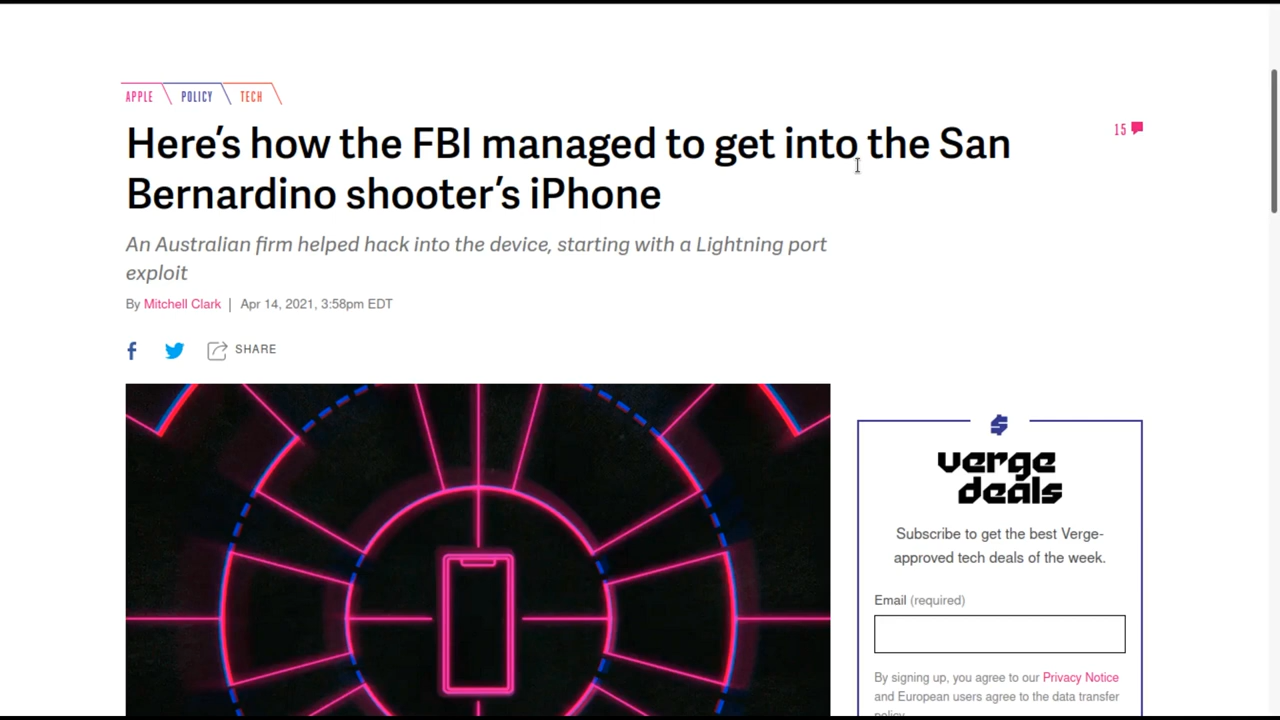 APPLE POLICY TECH
Here's how the FBI managed to get into the San
Bernardino shooter's iPhone
15
An Australian firm helped hack into the device, starting with a Lightning port
exploit
By Mitchell Clark | Apr 14, 2021, 3:58pm EDT
f SHARE
verge
deals
Subscribe to get the best Verge-
approved tech deals of the week.
Email (required)
By signing up, you agree to our Privacy Notice
and European users agree to the data transfer
policy.